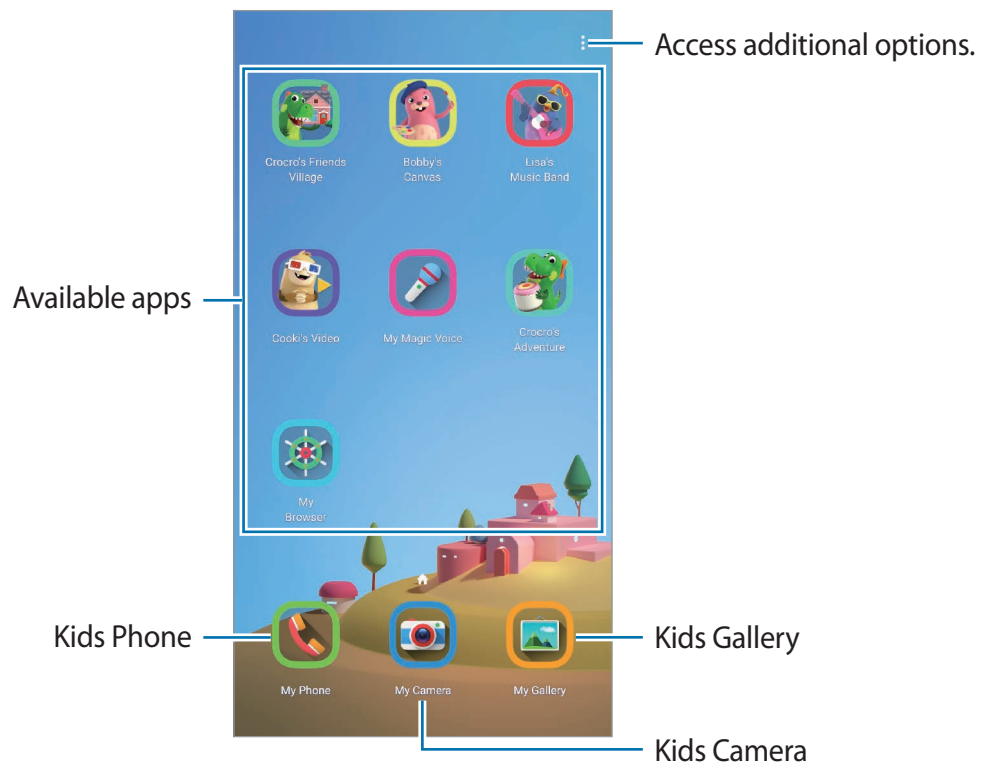 Access additional options.
Crocro's Friends
Village
Bobby's
Canvas
Lisa's
Music Band
Available apps
Cooki's Video
My Magic Voice
Crocro's
Adventure
My
Browser
Kids Phone
Kids Gallery
My Phone
My Camera
My Gallery
Kids Camera